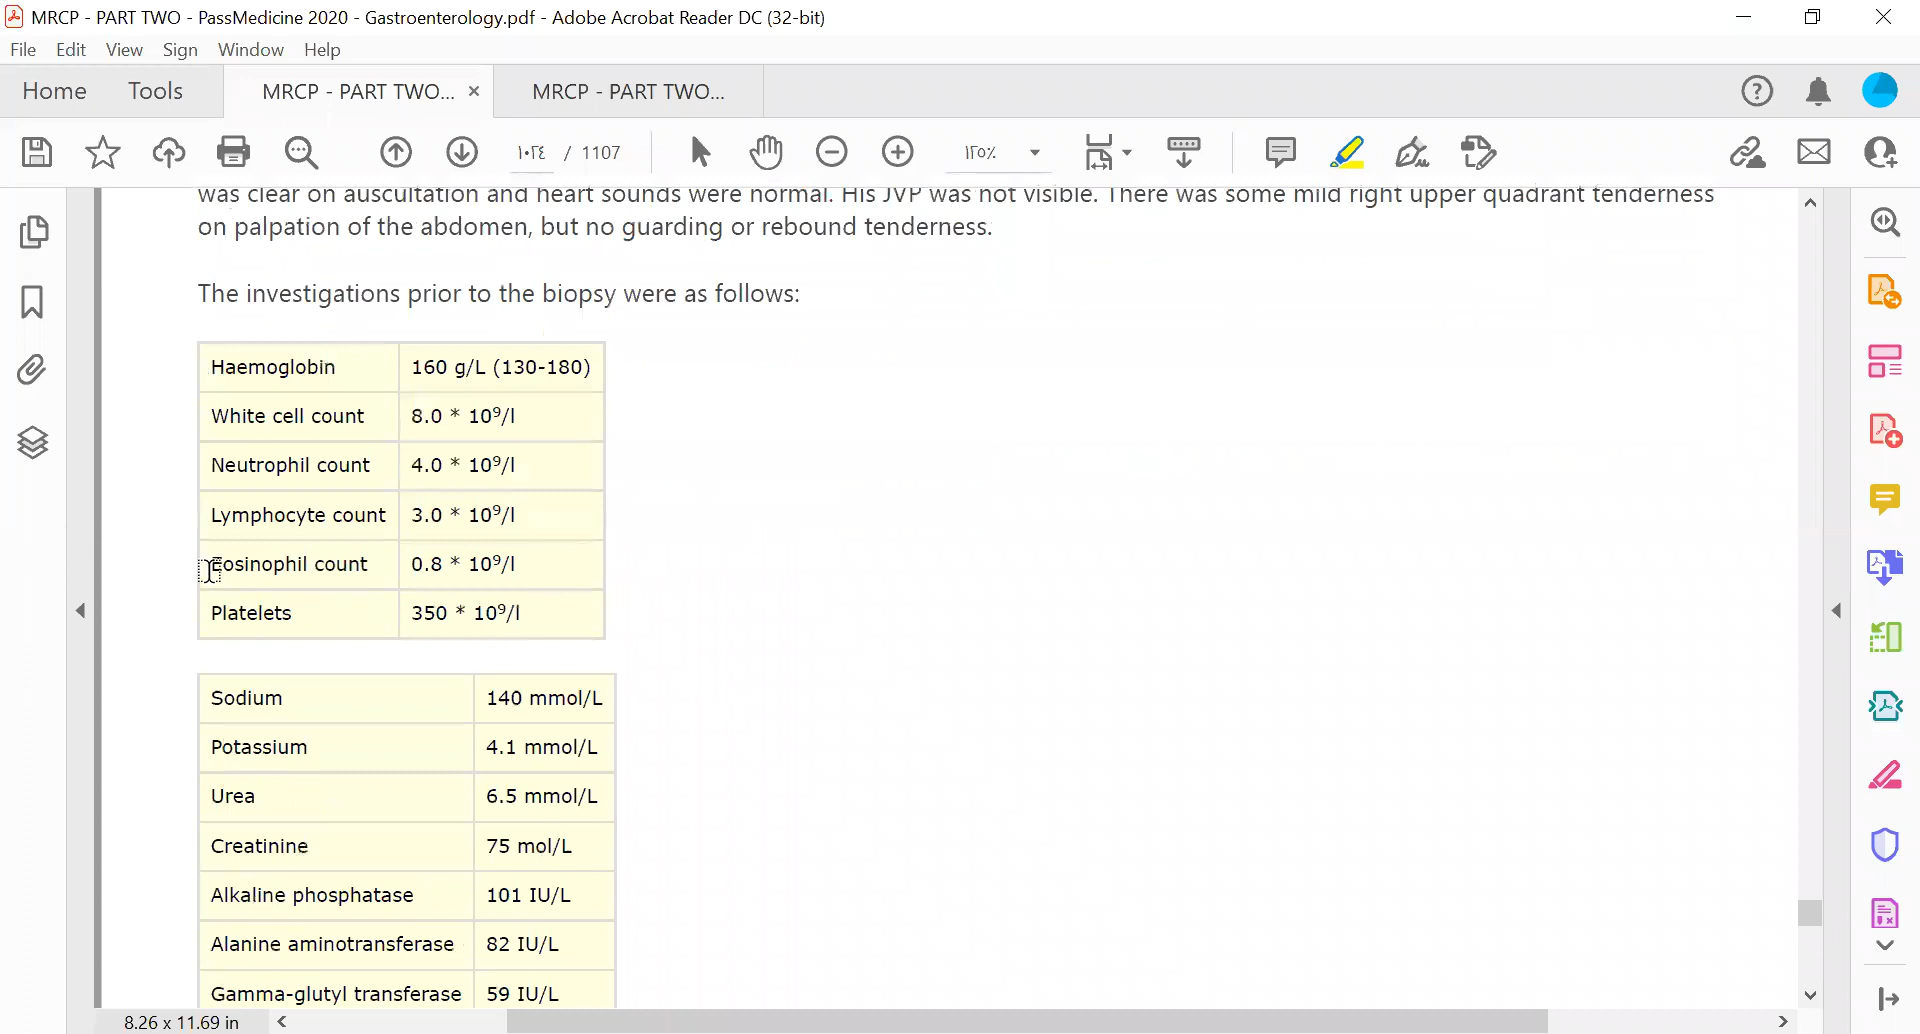 MRCP - PART TWO - PassMedicine 2020 - Gastroenterology.pdf - Adobe Acrobat Reader DC (32-bit)
File Edit View Sign Window Help
Home Tools MRCP - PART TWO... × MRCP - PART TWO...
١٠٢٤ / 1107 ١٢٥٪
was clear on auscultation and heart sounds were normal. His JVP was not visible. There was some mild right upper quadrant tenderness
on palpation of the abdomen, but no guarding or rebound tenderness.
The investigations prior to the biopsy were as follows:
Haemoglobin 160 g/L (130-180)
White cell count 8.0 * 10⁹/l
Neutrophil count 4.0 * 10⁹/l
Lymphocyte count 3.0 * 10⁹/l
Eosinophil count 0.8 * 10⁹/l
Platelets 350 * 10⁹/l
Sodium 140 mmol/L
Potassium 4.1 mmol/L
Urea 6.5 mmol/L
Creatinine 75 mol/L
Alkaline phosphatase 101 IU/L
Alanine aminotransferase 82 IU/L
Gamma-glutyl transferase 59 IU/L
8.26 x 11.69 in